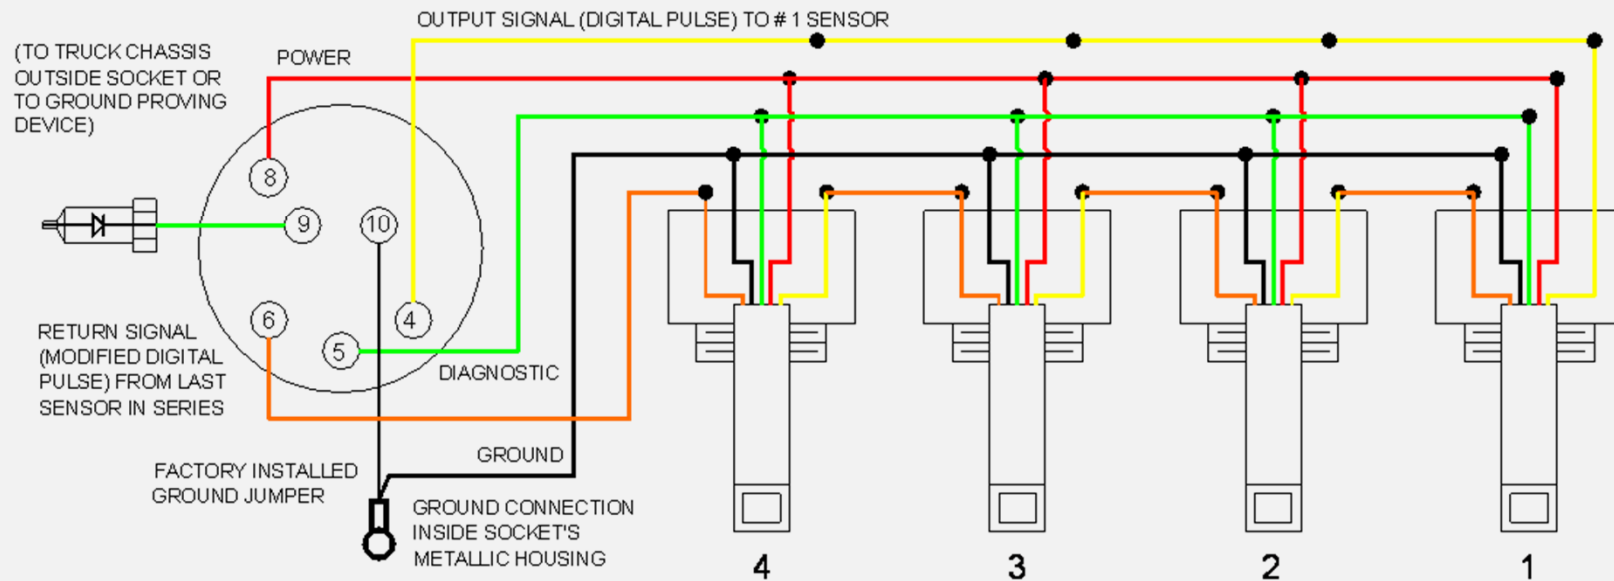 OUTPUT SIGNAL (DIGITAL PULSE) TO # 1 SENSOR
(TO TRUCK CHASSIS
OUTSIDE SOCKET OR
TO GROUND PROVING
DEVICE)
POWER
8
9
10
6
4
5
RETURN SIGNAL
(MODIFIED DIGITAL
PULSE) FROM LAST
SENSOR IN SERIES
DIAGNOSTIC
GROUND
FACTORY INSTALLED
GROUND JUMPER
GROUND CONNECTION
INSIDE SOCKET'S
METALLIC HOUSING
4
3
2
1